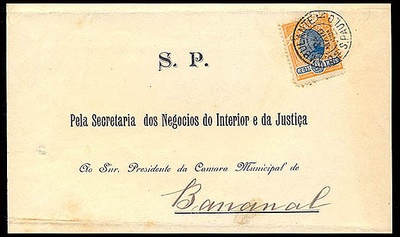 S. P.
Pela Secretaria dos Negocios do Interior e da Justiça
Ao Snr. Presidente da Camara Municipal de
Bananal